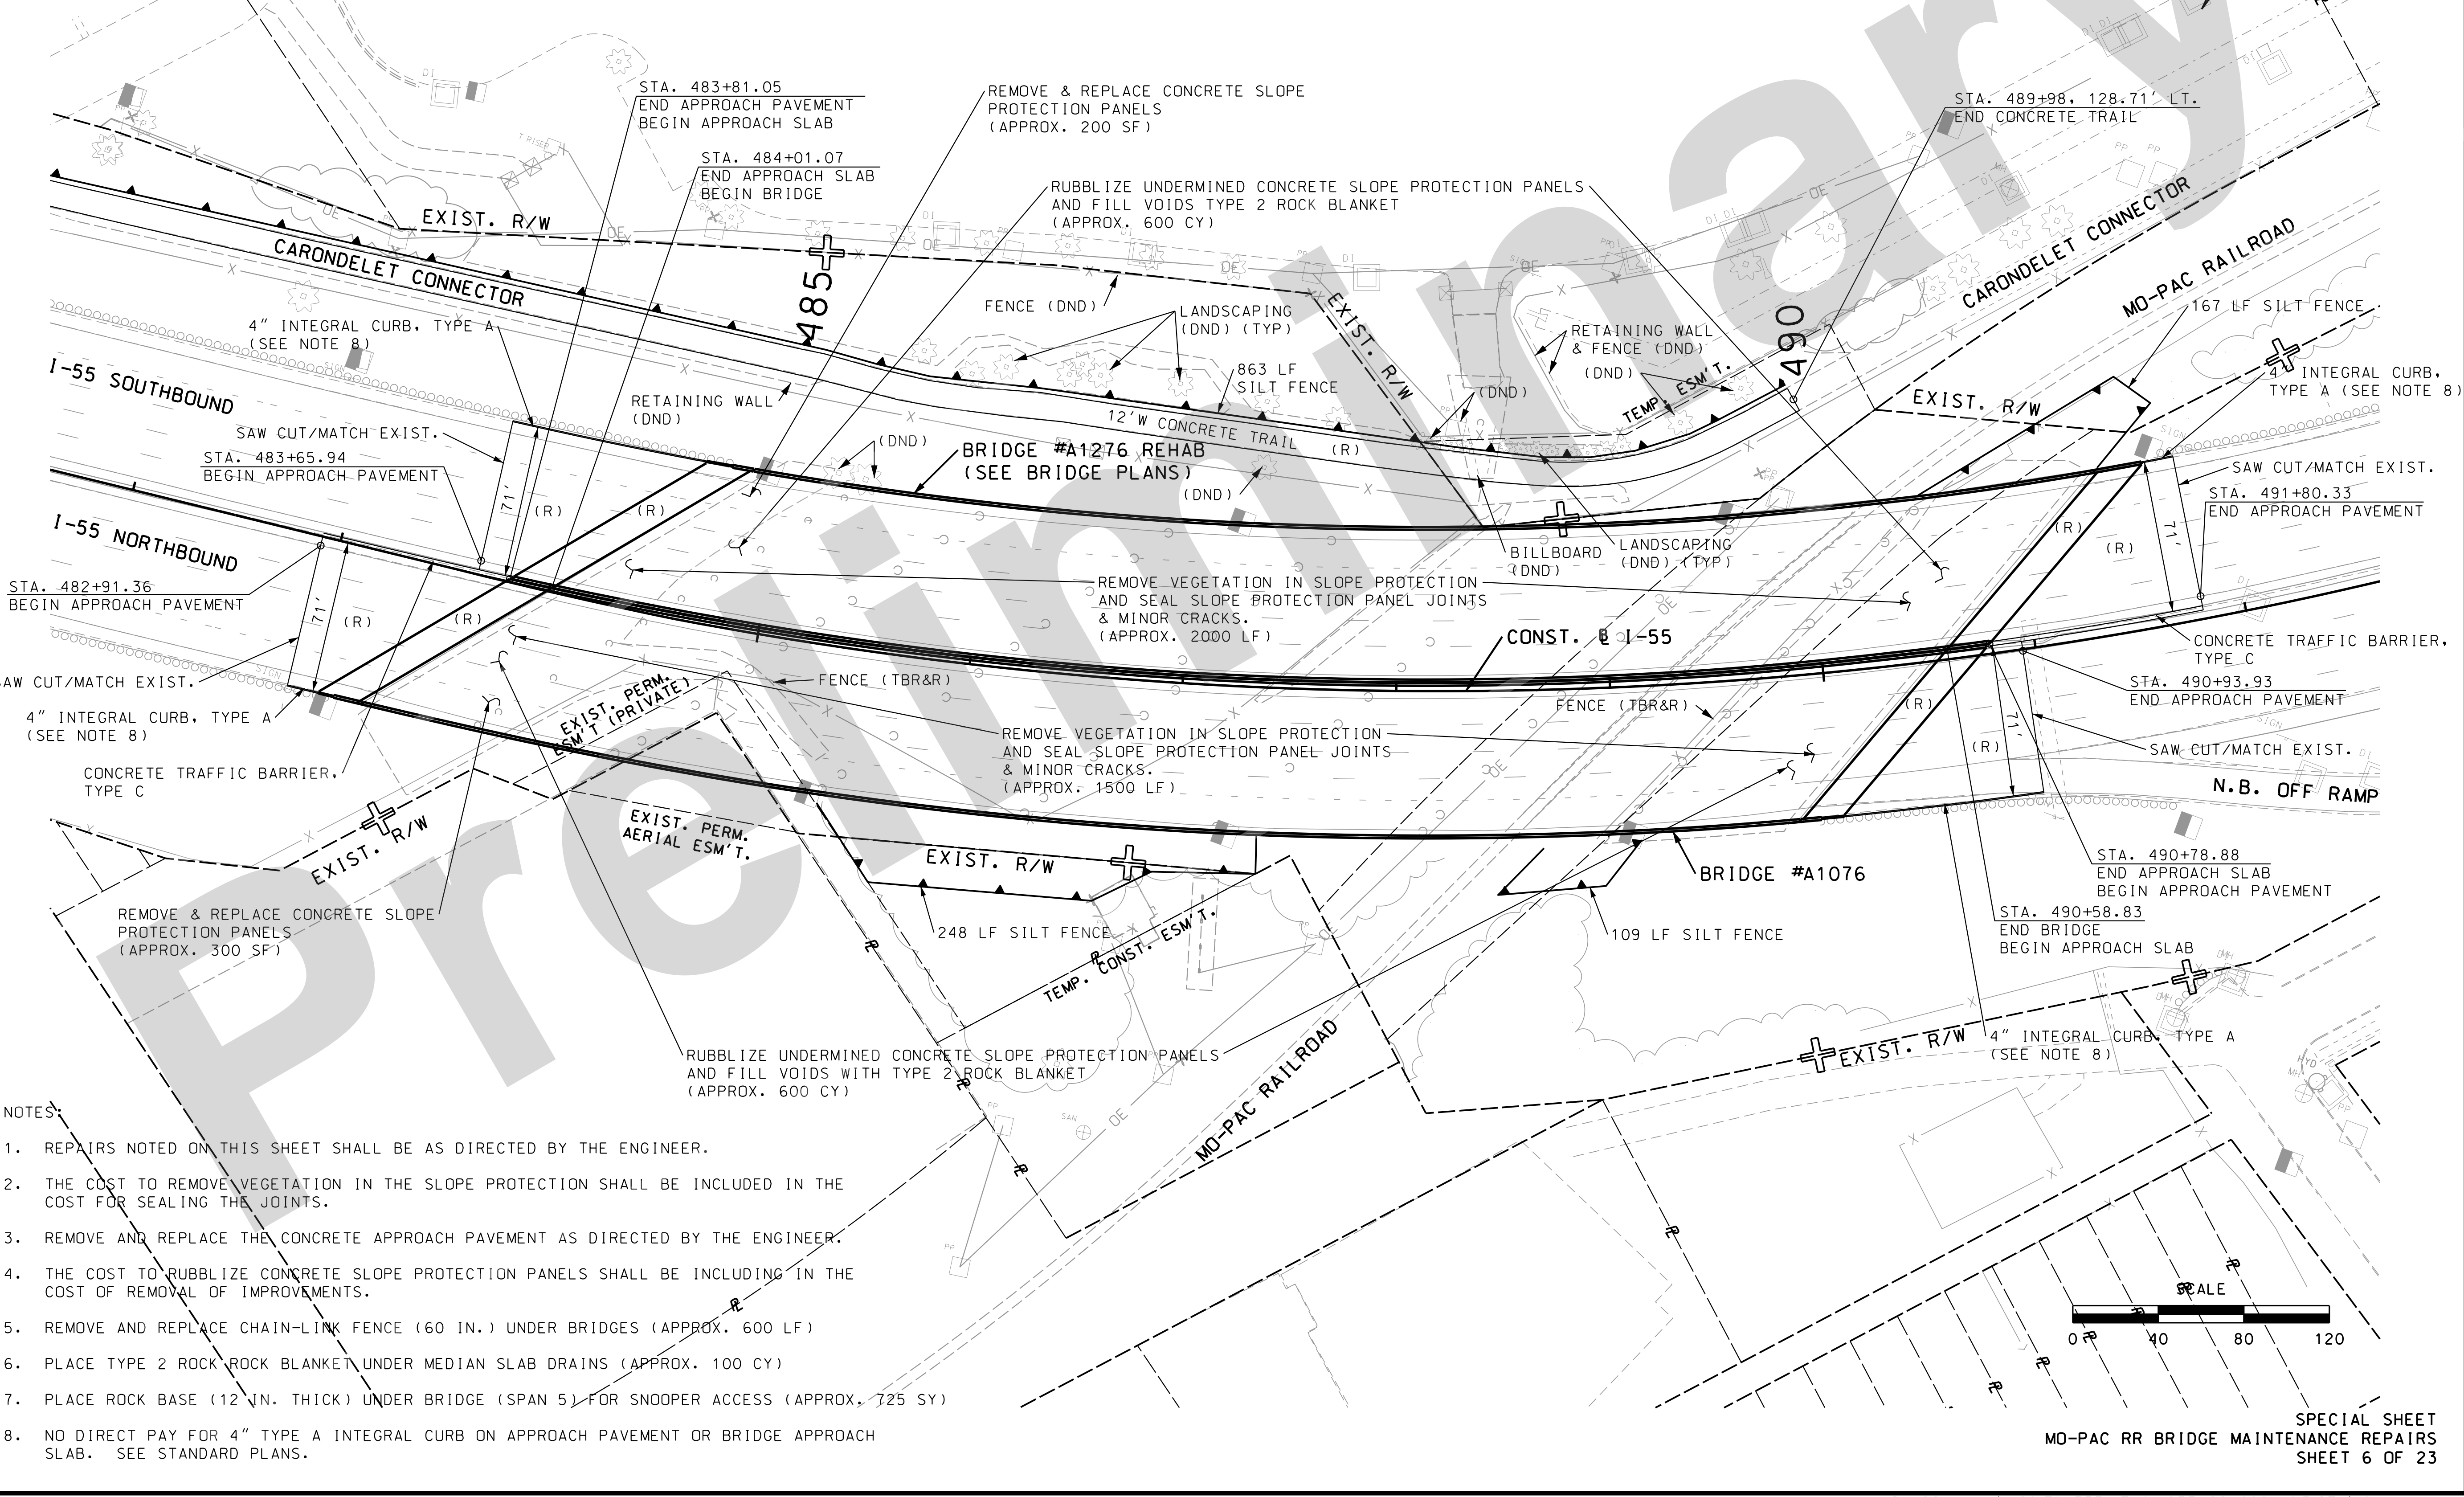 STA. 483+81.05
END APPROACH PAVEMENT
BEGIN APPROACH SLAB
STA. 484+01.07
END APPROACH SLAB
BEGIN BRIDGE
REMOVE & REPLACE CONCRETE SLOPE
PROTECTION PANELS
(APPROX. 200 SF)
RUBBLIZE UNDERMINED CONCRETE SLOPE PROTECTION PANELS
AND FILL VOIDS TYPE 2 ROCK BLANKET
(APPROX. 600 CY)
STA. 489+98, 128.71' LT.
END CONCRETE TRAIL
DI
T RISER
EXIST. R/W
CARONDELET CONNECTOR
OE
OE
OE
OE
485
490
FENCE (DND)
LANDSCAPING
(DND) (TYP)
EXIST. R/W
RETAINING WALL
& FENCE (DND)
(DND)
TEMP. ESM'T.
CARONDELET CONNECTOR
MO-PAC RAILROAD
167 LF SILT FENCE
4" INTEGRAL CURB, TYPE A
(SEE NOTE 8)
I-55 SOUTHBOUND
SAW CUT/MATCH EXIST.
STA. 483+65.94
BEGIN APPROACH PAVEMENT
RETAINING WALL
(DND)
863 LF
SILT FENCE
12'W CONCRETE TRAIL
(R)
(DND)
(DND)
BRIDGE #A1276 REHAB
(SEE BRIDGE PLANS)
(DND)
EXIST. R/W
4" INTEGRAL CURB,
TYPE A (SEE NOTE 8)
SAW CUT/MATCH EXIST.
STA. 491+80.33
END APPROACH PAVEMENT
71'
(R)
(R)
(R)
(R)
71'
I-55 NORTHBOUND
STA. 482+91.36
BEGIN APPROACH PAVEMENT
71'
(R)
(R)
BILLBOARD
(DND)
LANDSCAPING
(DND) (TYP)
REMOVE VEGETATION IN SLOPE PROTECTION
AND SEAL SLOPE PROTECTION PANEL JOINTS
& MINOR CRACKS.
(APPROX. 2000 LF)
CONST. ℄ I-55
CONCRETE TRAFFIC BARRIER,
TYPE C
STA. 490+93.93
END APPROACH PAVEMENT
AW CUT/MATCH EXIST.
4" INTEGRAL CURB, TYPE A
(SEE NOTE 8)
CONCRETE TRAFFIC BARRIER,
TYPE C
EXIST. PERM.
ESM'T (PRIVATE)
FENCE (TBR&R)
FENCE (TBR&R)
REMOVE VEGETATION IN SLOPE PROTECTION
AND SEAL SLOPE PROTECTION PANEL JOINTS
& MINOR CRACKS.
(APPROX. 1500 LF)
(R)
(R)
71'
SAW CUT/MATCH EXIST.
N.B. OFF RAMP
EXIST. R/W
EXIST. PERM.
AERIAL ESM'T.
EXIST. R/W
BRIDGE #A1076
STA. 490+78.88
END APPROACH SLAB
BEGIN APPROACH PAVEMENT
STA. 490+58.83
END BRIDGE
BEGIN APPROACH SLAB
REMOVE & REPLACE CONCRETE SLOPE
PROTECTION PANELS
(APPROX. 300 SF)
248 LF SILT FENCE
109 LF SILT FENCE
TEMP. CONST. ESM'T.
RUBBLIZE UNDERMINED CONCRETE SLOPE PROTECTION PANELS
AND FILL VOIDS WITH TYPE 2 ROCK BLANKET
(APPROX. 600 CY)
MO-PAC RAILROAD
EXIST. R/W
4" INTEGRAL CURB, TYPE A
(SEE NOTE 8)
SAN
PP
PP
OE
HYD
MH
Preliminary
NOTES:
1. REPAIRS NOTED ON THIS SHEET SHALL BE AS DIRECTED BY THE ENGINEER.
2. THE COST TO REMOVE VEGETATION IN THE SLOPE PROTECTION SHALL BE INCLUDED IN THE
COST FOR SEALING THE JOINTS.
3. REMOVE AND REPLACE THE CONCRETE APPROACH PAVEMENT AS DIRECTED BY THE ENGINEER.
4. THE COST TO RUBBLIZE CONCRETE SLOPE PROTECTION PANELS SHALL BE INCLUDING IN THE
COST OF REMOVAL OF IMPROVEMENTS.
5. REMOVE AND REPLACE CHAIN-LINK FENCE (60 IN.) UNDER BRIDGES (APPROX. 600 LF)
6. PLACE TYPE 2 ROCK ROCK BLANKET UNDER MEDIAN SLAB DRAINS (APPROX. 100 CY)
7. PLACE ROCK BASE (12 IN. THICK) UNDER BRIDGE (SPAN 5) FOR SNOOPER ACCESS (APPROX. 725 SY)
8. NO DIRECT PAY FOR 4" TYPE A INTEGRAL CURB ON APPROACH PAVEMENT OR BRIDGE APPROACH
SLAB. SEE STANDARD PLANS.
SCALE
0 40 80 120
SPECIAL SHEET
MO-PAC RR BRIDGE MAINTENANCE REPAIRS
SHEET 6 OF 23